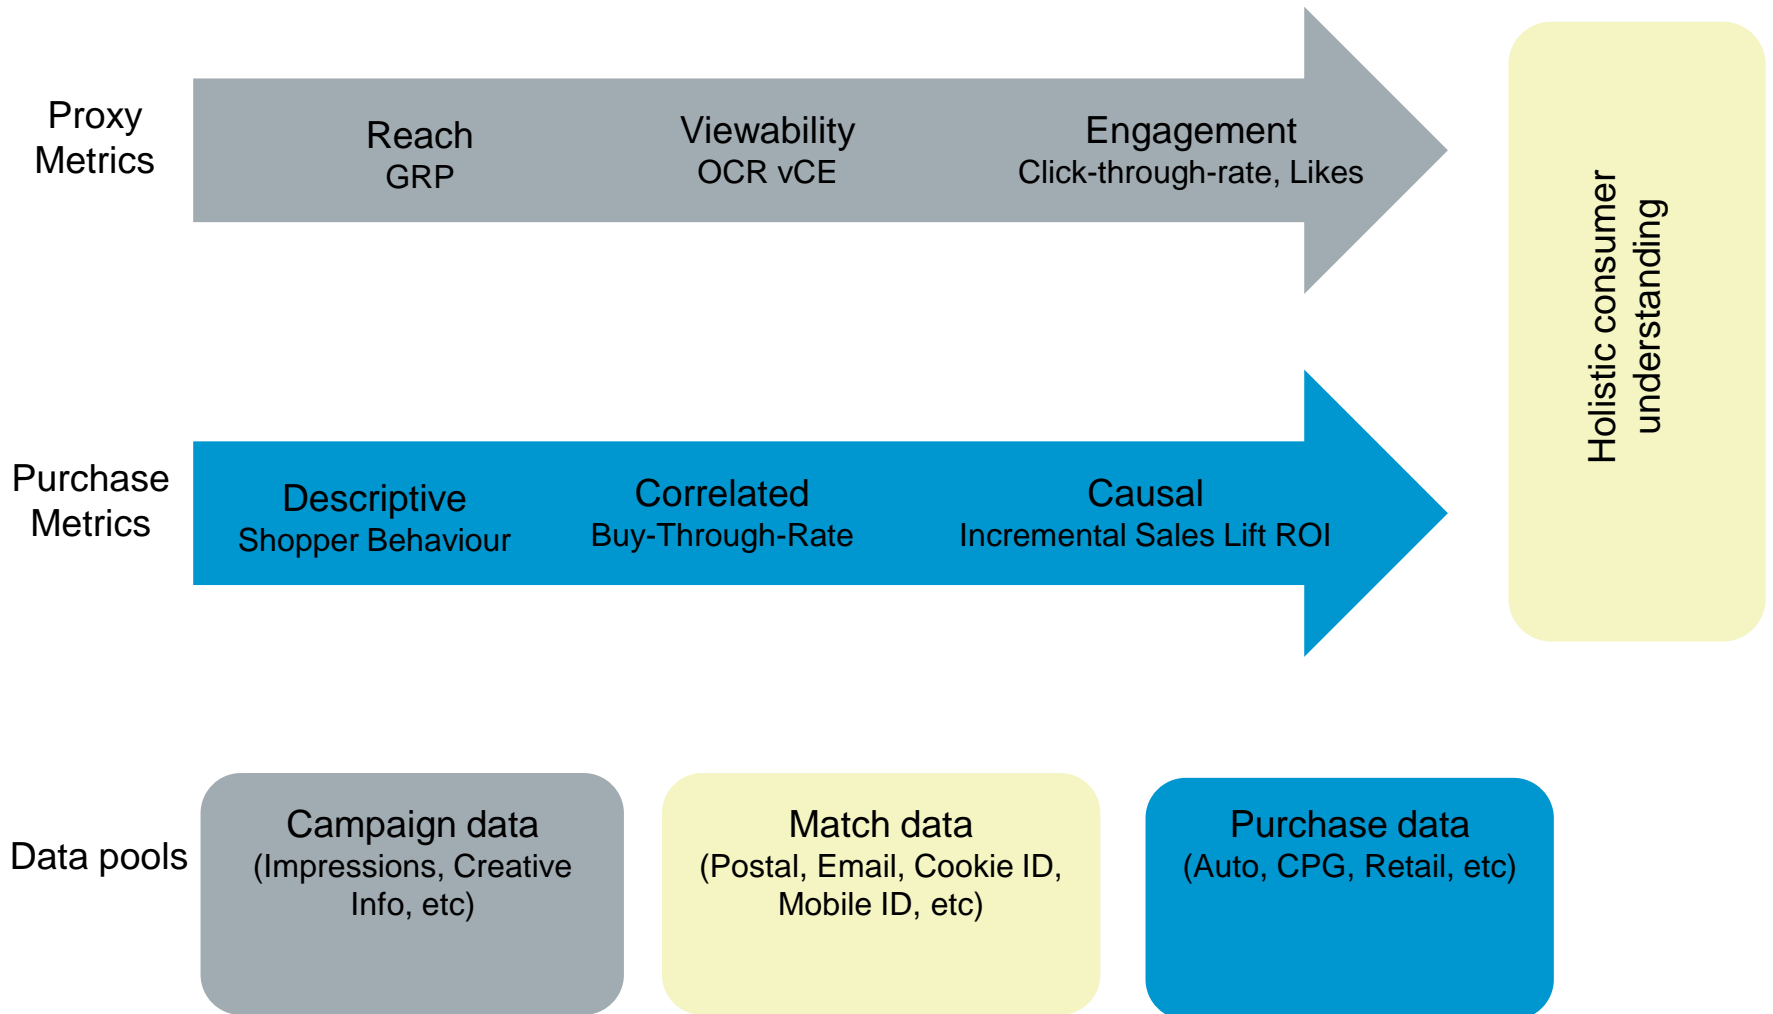 Proxy
Metrics
Reach
GRP
Viewability
OCR vCE
Engagement
Click-through-rate, Likes
Holistic consumer
understanding
Purchase
Metrics
Descriptive
Shopper Behaviour
Correlated
Buy-Through-Rate
Causal
Incremental Sales Lift ROI
Data pools
Campaign data
(Impressions, Creative
Info, etc)
Match data
(Postal, Email, Cookie ID,
Mobile ID, etc)
Purchase data
(Auto, CPG, Retail, etc)